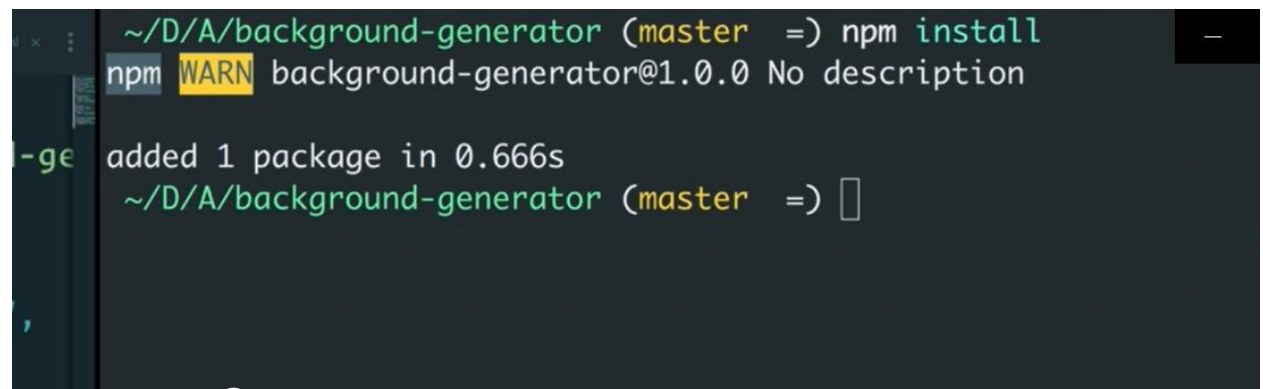 ~/D/A/background-generator (master =) npm install
npm WARN background-generator@1.0.0 No description
added 1 package in 0.666s
-ge
~/D/A/background-generator (master =)
,